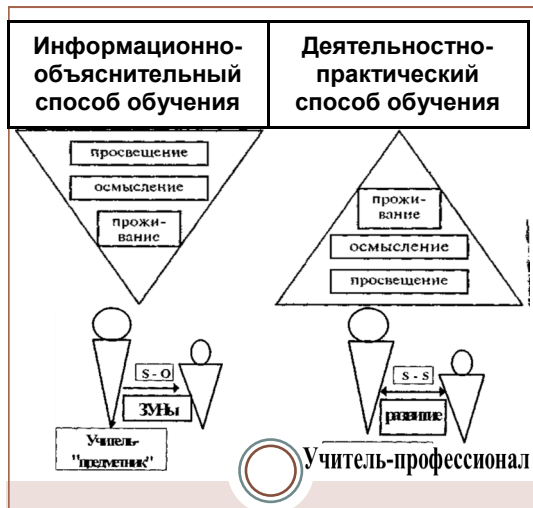 Информационно-
объяснительный
способ обучения
Деятельностно-
практический
способ обучения
просвещение
осмысление
прожи-
вание
прожи-
вание
осмысление
просвещение
S - O
ЗУНы
Учитель-
"предметник"
S - S
развитие
Учитель-профессионал